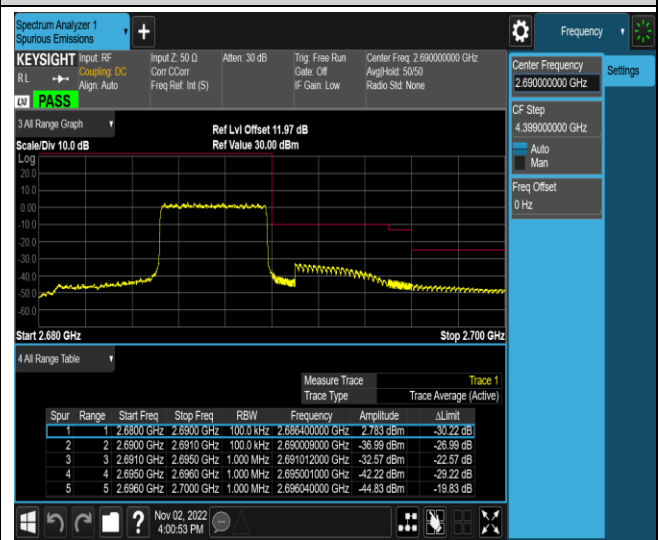 Spectrum Analyzer 1
Spurious Emissions
Frequency
KEYSIGHT Input: RF Input Z: 50 Ω Atten: 30 dB Trig: Free Run Center Freq: 2.690000000 GHz
RL Coupling: DC Corr CCorr Gate: Off Avg|Hold: 50/50
Align: Auto Freq Ref: Int (S) IF Gain: Low Radio Std: None
LVI PASS
Center Frequency
2.690000000 GHz
Settings
CF Step
4.399000000 GHz
Auto
Man
Freq Offset
0 Hz
3 All Range Graph
Ref Lvl Offset 11.97 dB
Scale/Div 10.0 dB Ref Value 30.00 dBm
Log
20.0
10.0
0.00
-10.0
-20.0
-30.0
-40.0
-50.0
-60.0
Start 2.680 GHz Stop 2.700 GHz
4 All Range Table
Measure Trace Trace 1
Trace Type Trace Average (Active)
Spur Range Start Freq Stop Freq RBW Frequency Amplitude ΔLimit
1 1 2.6800 GHz 2.6900 GHz 100.0 kHz 2.686400000 GHz 2.783 dBm -30.22 dB
2 2 2.6900 GHz 2.6910 GHz 100.0 kHz 2.690009000 GHz -36.99 dBm -26.99 dB
3 3 2.6910 GHz 2.6950 GHz 1.000 MHz 2.691012000 GHz -32.57 dBm -22.57 dB
4 4 2.6950 GHz 2.6960 GHz 1.000 MHz 2.695001000 GHz -42.22 dBm -29.22 dB
5 5 2.6960 GHz 2.7000 GHz 1.000 MHz 2.696040000 GHz -44.83 dBm -19.83 dB
Nov 02, 2022
4:00:53 PM